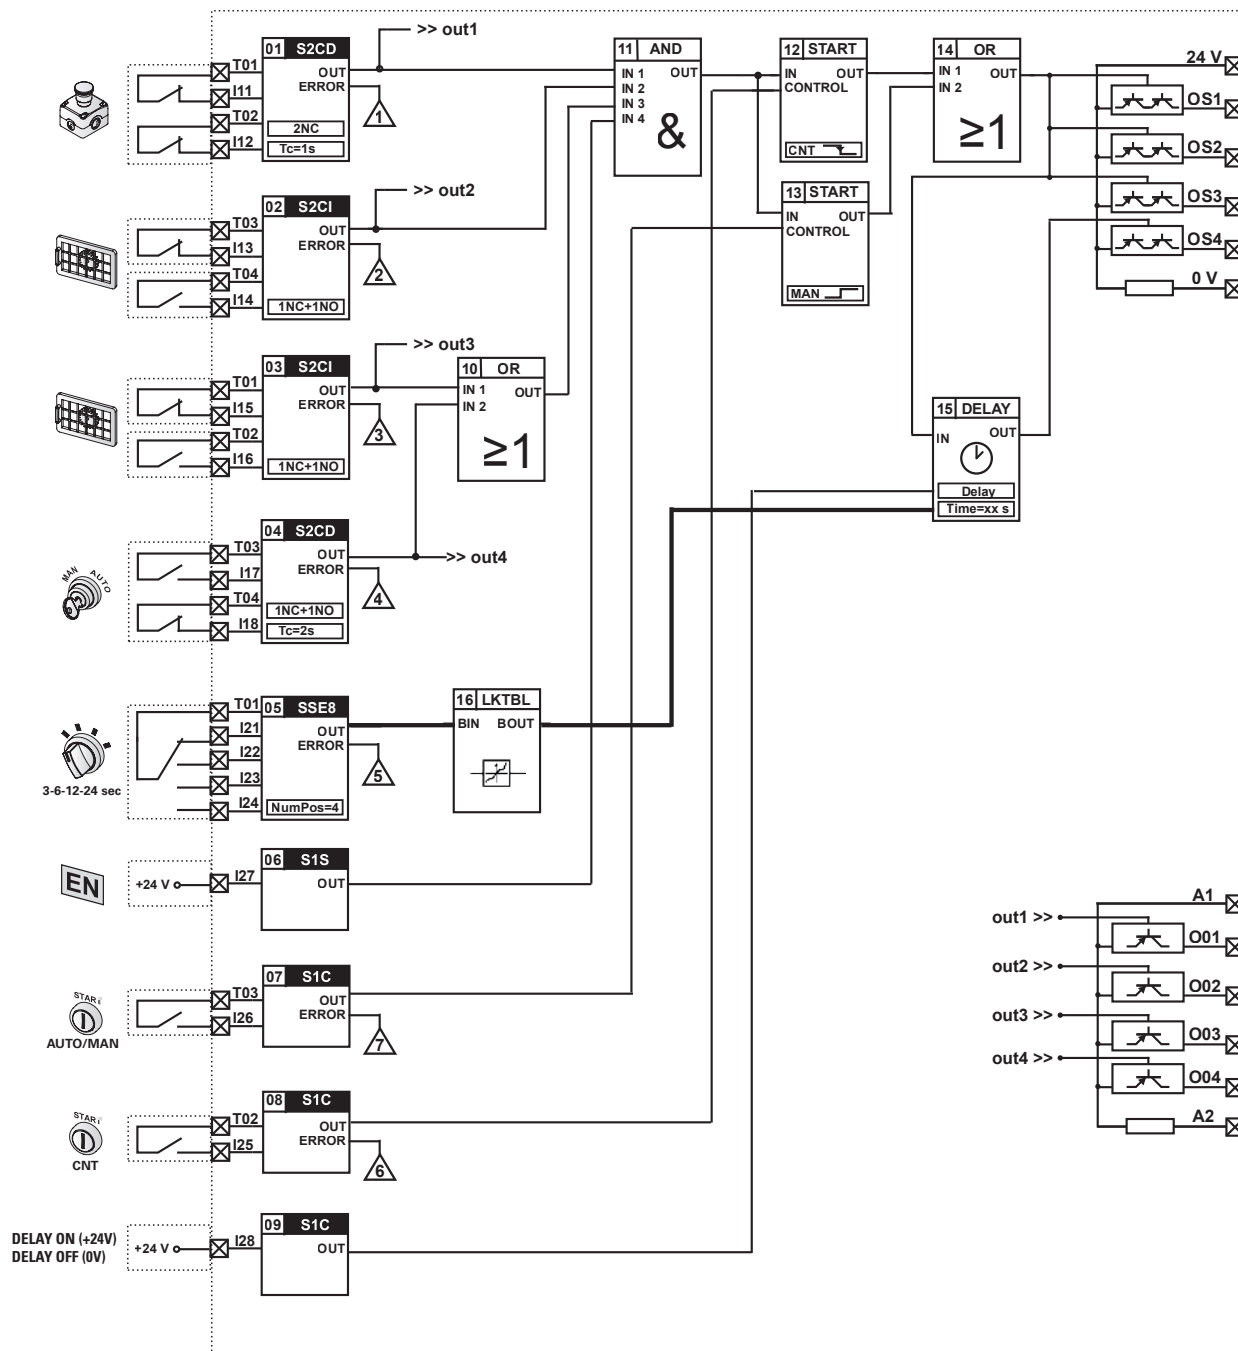 >> out1
T01
I11
T02
I12
01 S2CD
OUT
ERROR
2NC
Tc=1s
1
>> out2
T03
I13
T04
I14
02 S2CI
OUT
ERROR
1NC+1NO
2
>> out3
T01
I15
T02
I16
03 S2CI
OUT
ERROR
1NC+1NO
3
10 OR
IN 1
IN 2
OUT
≥1
MAN AUTO
T03
I17
T04
I18
04 S2CD
OUT
ERROR
1NC+1NO
Tc=2s
4
>> out4
3-6-12-24 sec
T01
I21
I22
I23
I24
05 SSE8
OUT
ERROR
NumPos=4
5
16 LKTBL
BIN BOUT
EN
+24 V
I27
06 S1S
OUT
START
AUTO/MAN
T03
I26
07 S1C
OUT
ERROR
7
START
CNT
T02
I25
08 S1C
OUT
ERROR
6
DELAY ON (+24V)
DELAY OFF (0V)
+24 V
I28
09 S1C
OUT
11 AND
IN 1 OUT
IN 2
IN 3
IN 4
&
12 START
IN OUT
CONTROL
CNT
13 START
IN OUT
CONTROL
MAN
14 OR
IN 1 OUT
IN 2
≥1
15 DELAY
IN OUT
Delay
Time=xx s
24 V
OS1
OS2
OS3
OS4
0 V
A1
out1 >>
O01
out2 >>
O02
out3 >>
O03
out4 >>
O04
A2